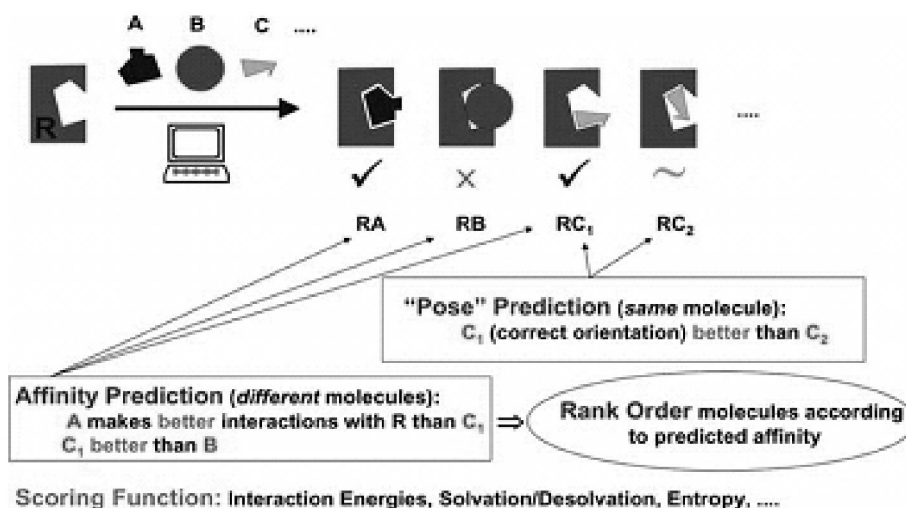 A B C ....
R
....
RA RB RC₁ RC₂
"Pose" Prediction (same molecule):
C₁ (correct orientation) better than C₂
Affinity Prediction (different molecules):
A makes better interactions with R than C₁
C₁ better than B
Rank Order molecules according
to predicted affinity
Scoring Function: Interaction Energies, Solvation/Desolvation, Entropy, ....